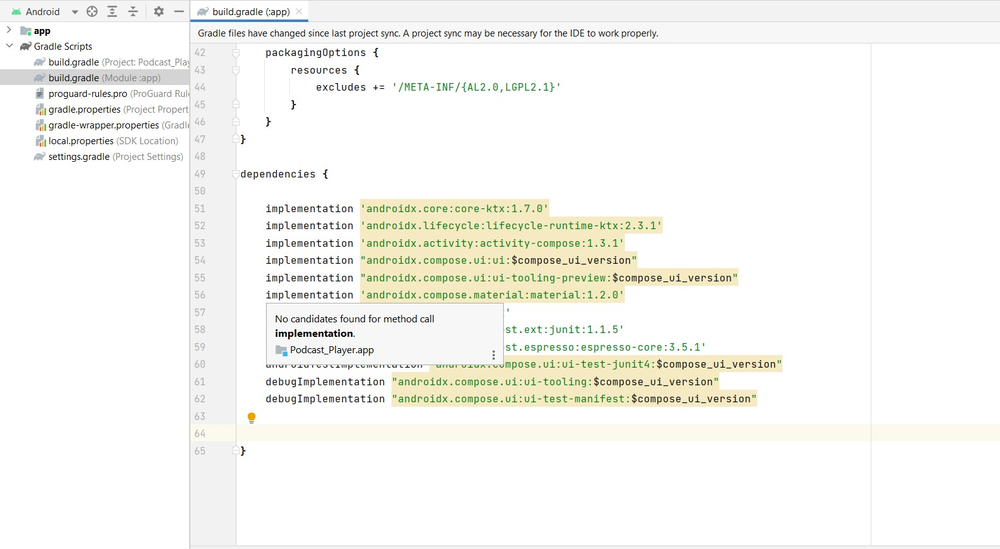 Android
build.gradle (:app)
app
Gradle files have changed since last project sync. A project sync may be necessary for the IDE to work properly.
Gradle Scripts
build.gradle (Project: Podcast_Play
build.gradle (Module :app)
proguard-rules.pro (ProGuard Rul
gradle.properties (Project Propert
gradle-wrapper.properties (Gradle
local.properties (SDK Location)
settings.gradle (Project Settings)
42 packagingOptions {
43 resources {
44 excludes += '/META-INF/{AL2.0,LGPL2.1}'
45 }
46 }
47 }
48
49 dependencies {
50
51 implementation 'androidx.core:core-ktx:1.7.0'
52 implementation 'androidx.lifecycle:lifecycle-runtime-ktx:2.3.1'
53 implementation 'androidx.activity:activity-compose:1.3.1'
54 implementation "androidx.compose.ui:ui:$compose_ui_version"
55 implementation "androidx.compose.ui:ui-tooling-preview:$compose_ui_version"
56 implementation 'androidx.compose.material:material:1.2.0'
57 '
58 st.ext:junit:1.1.5'
59 st.espresso:espresso-core:3.5.1'
60 androidTestImplementation "androidx.compose.ui:ui-test-junit4:$compose_ui_version"
61 debugImplementation "androidx.compose.ui:ui-tooling:$compose_ui_version"
62 debugImplementation "androidx.compose.ui:ui-test-manifest:$compose_ui_version"
63
64
65 }
No candidates found for method call
implementation.
Podcast_Player.app